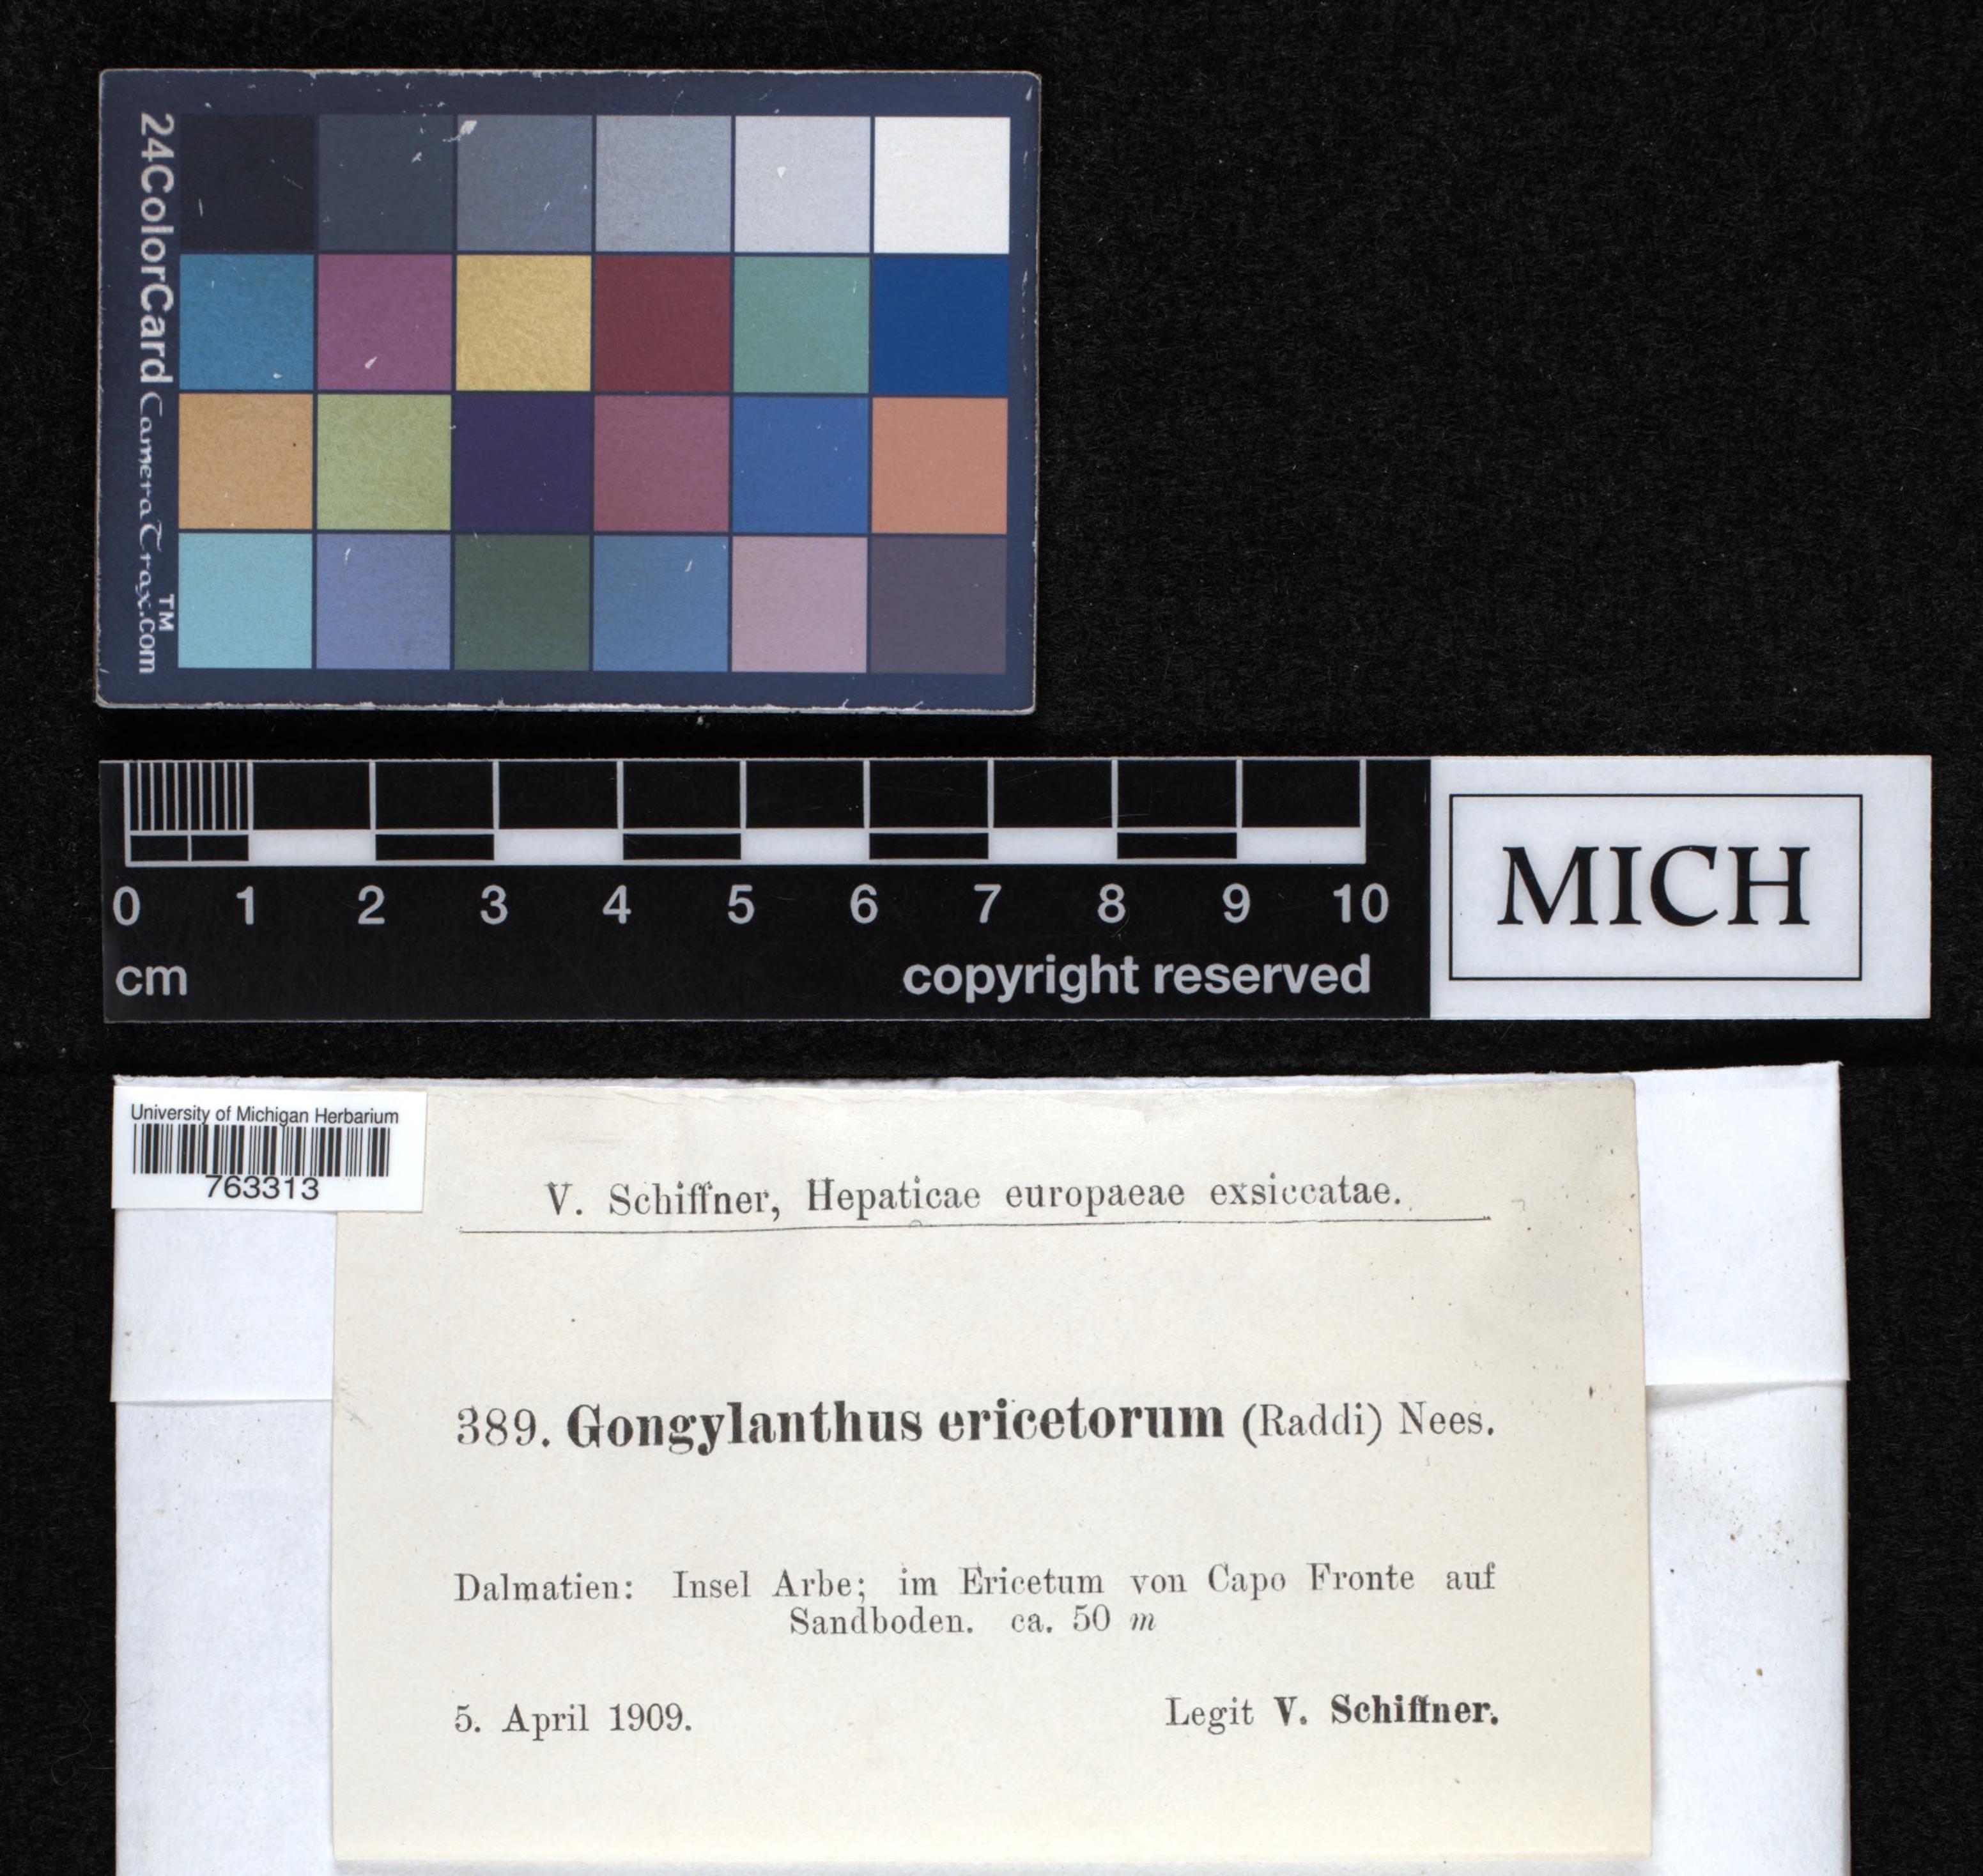 24ColorCard CameraTrax.com™
0 1 2 3 4 5 6 7 8 9 10
cm copyright reserved
MICH
University of Michigan Herbarium
763313
V. Schiffner, Hepaticae europaeae exsiccatae.
389. Gongylanthus ericetorum (Raddi) Nees.
Dalmatien: Insel Arbe; im Ericetum von Capo Fronte auf
Sandboden. ca. 50 m
5. April 1909. Legit V. Schiffner.